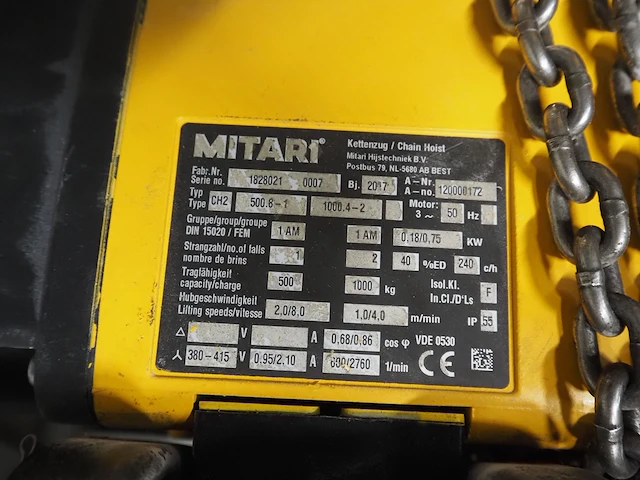 MITARI
Kettenzug / Chain Hoist
Mitari Hijstechniek B.V.
Postbus 79, NL-5680 AB BEST
Fabr.Nr.
Serie no. 1828021 0007 Bj. 2017 A-Nr. A-no. 120000172
Typ
Type CH2 500.8-1 1000.4-2 Motor: 3 ~ 50 Hz
Gruppe/group/groupe
DIN 15020 / FEM 1 AM 1 AM 0,18/0,75 KW
Strangzahl/no.of falls
nombre de brins 1 2 40 %ED 240 c/h
Traglähigkeit
capacity/charge 500 1000 kg Isol.Kl. In.Cl/D'Ls F
Hubgeschwindigkeit
Lifting speeds/vitesse 2.0/8.0 1.0/4.0 m/min IP 55
△ V A 0,68/0,86 cos φ VDE 0530
380-415 V 0.95/2.10 A 680/2760 1/min CE